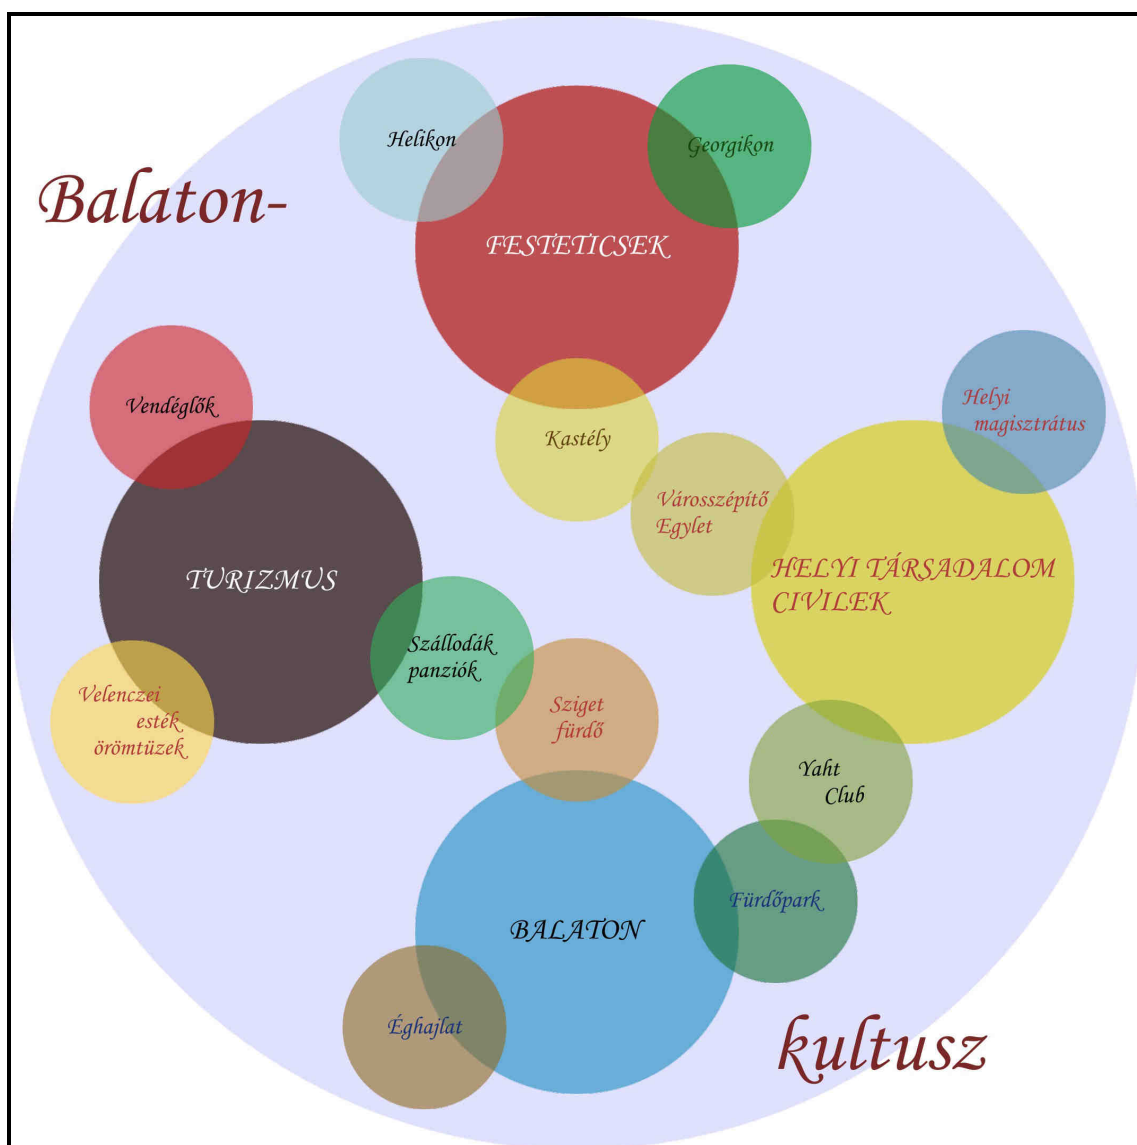 Helikon
Georgikon
Balaton-
FESTETICSEK
Vendéglők
Helyi
magisztrátus
Kastély
Városszépítő
Egylet
TURIZMUS
HELYI TÁRSADALOM
CIVILEK
Szállodák
panziók
Velenczei
esték
örömtüzek
Sziget
fürdő
Yaht
Club
Fürdőpark
BALATON
Éghajlat
kultusz